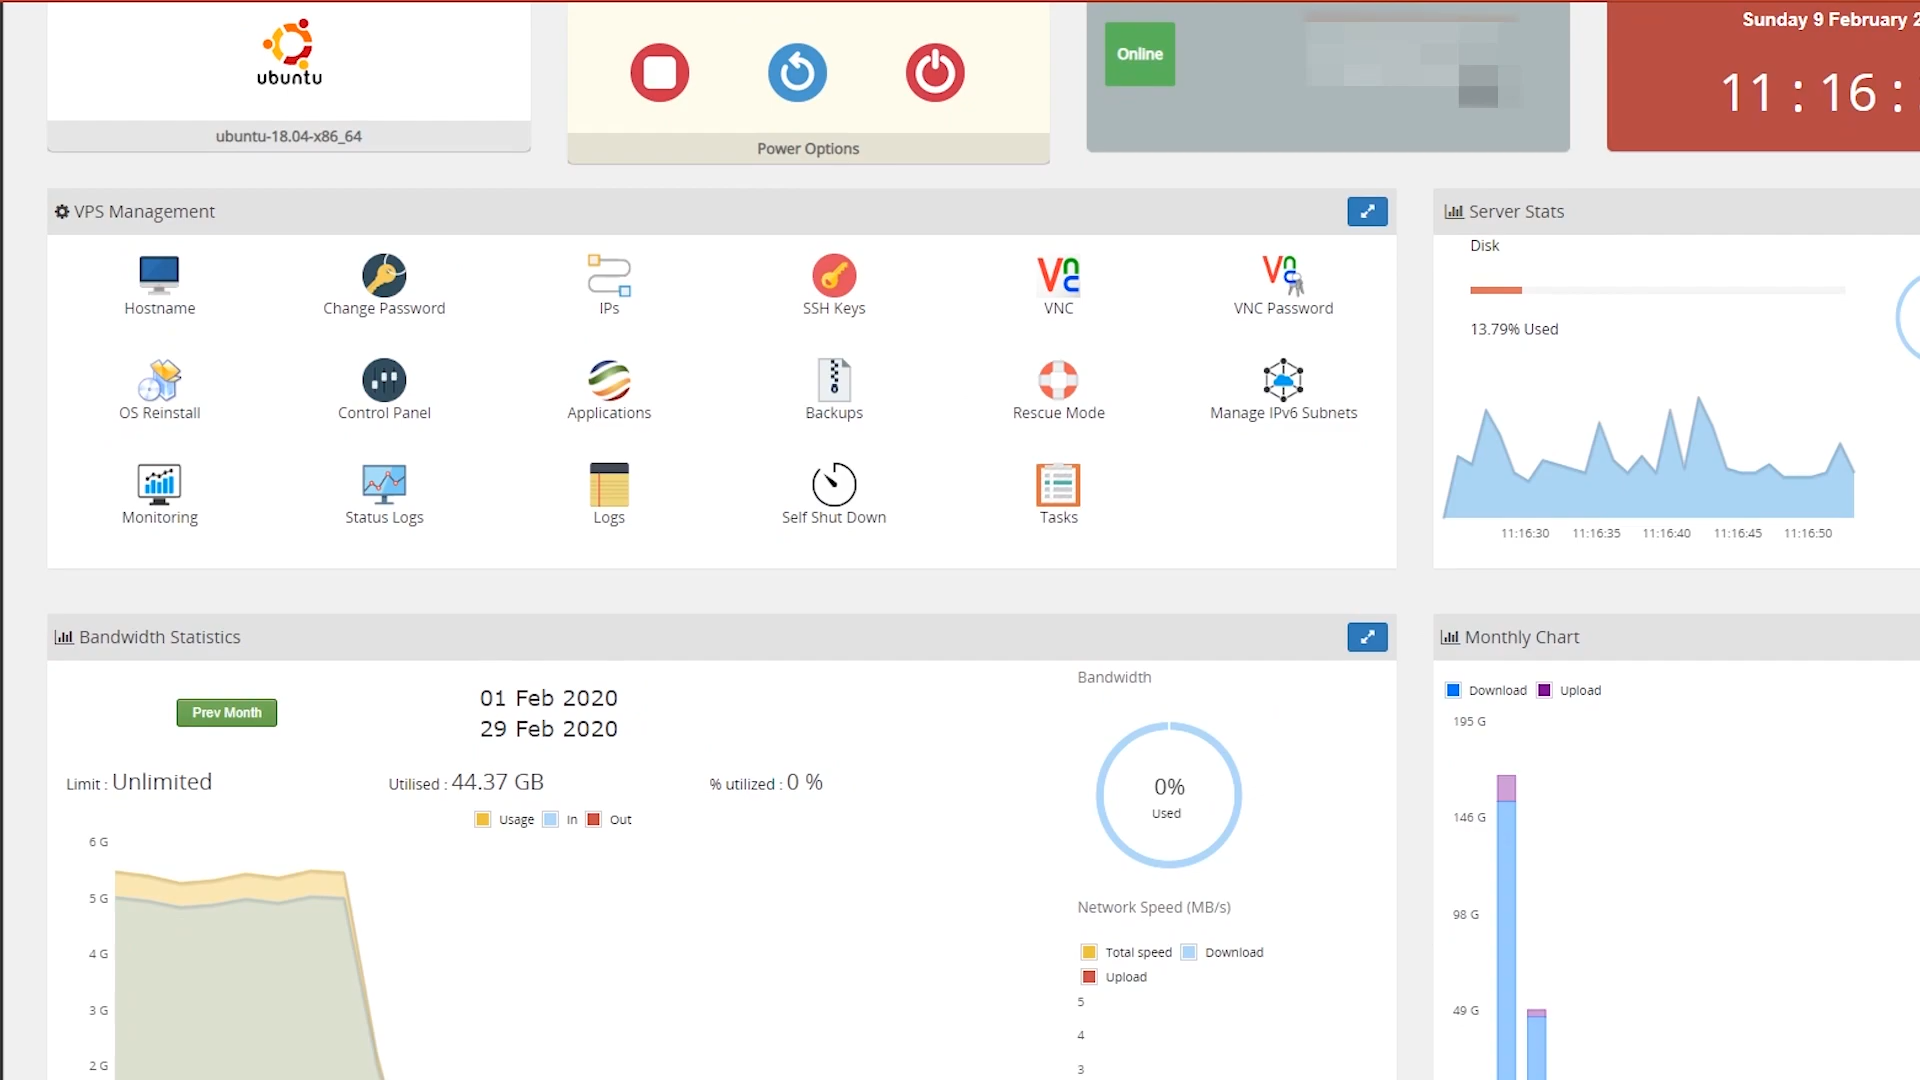 Sunday 9 February
ubuntu
Online
11 : 16 :
ubuntu-18.04-x86_64
Power Options
VPS Management
Server Stats
Disk
Hostname
Change Password
IPs
SSH Keys
VNC
VNC Password
13.79% Used
OS Reinstall
Control Panel
Applications
Backups
Rescue Mode
Manage IPv6 Subnets
Monitoring
Status Logs
Logs
Self Shut Down
Tasks
11:16:30
11:16:35
11:16:40
11:16:45
11:16:50
Bandwidth Statistics
Prev Month
01 Feb 2020
29 Feb 2020
Limit : Unlimited
Utilised : 44.37 GB
% utilized : 0 %
Usage
In
Out
6 G
5 G
4 G
3 G
2 G
Bandwidth
0%
Used
Network Speed (MB/s)
Total speed
Download
Upload
5
4
3
Monthly Chart
Download
Upload
195 G
146 G
98 G
49 G